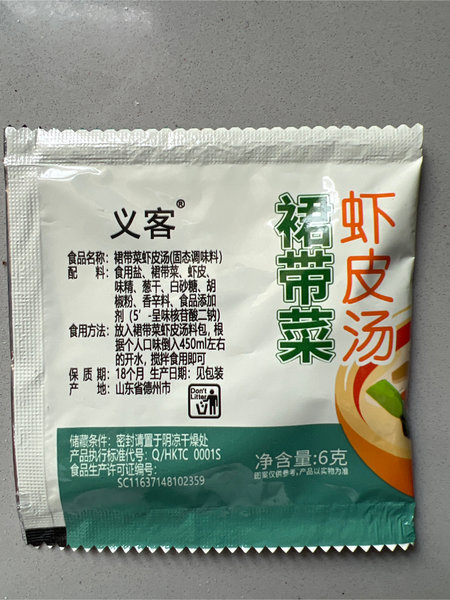 义客®
食品名称：裙带菜虾皮汤(固态调味料)
配　　料：食用盐、裙带菜、虾皮、
味精、葱干、白砂糖、胡
椒粉、香辛料、食品添加
剂（5′-呈味核苷酸二钠）
食用方法：放入裙带菜虾皮汤料包，根
据个人口味倒入450ml左右
的开水，搅拌食用即可
保 质 期：18个月 生产日期：见包装
产　　地：山东省德州市
Don't
Litter
储藏条件：密封请置于阴凉干燥处
产品执行标准代号：Q/HKTC 0001S
食品生产许可证编号：
SC11637148102359
裙带菜
虾皮汤
净含量:6克
图案仅供参考，产品以实物为准